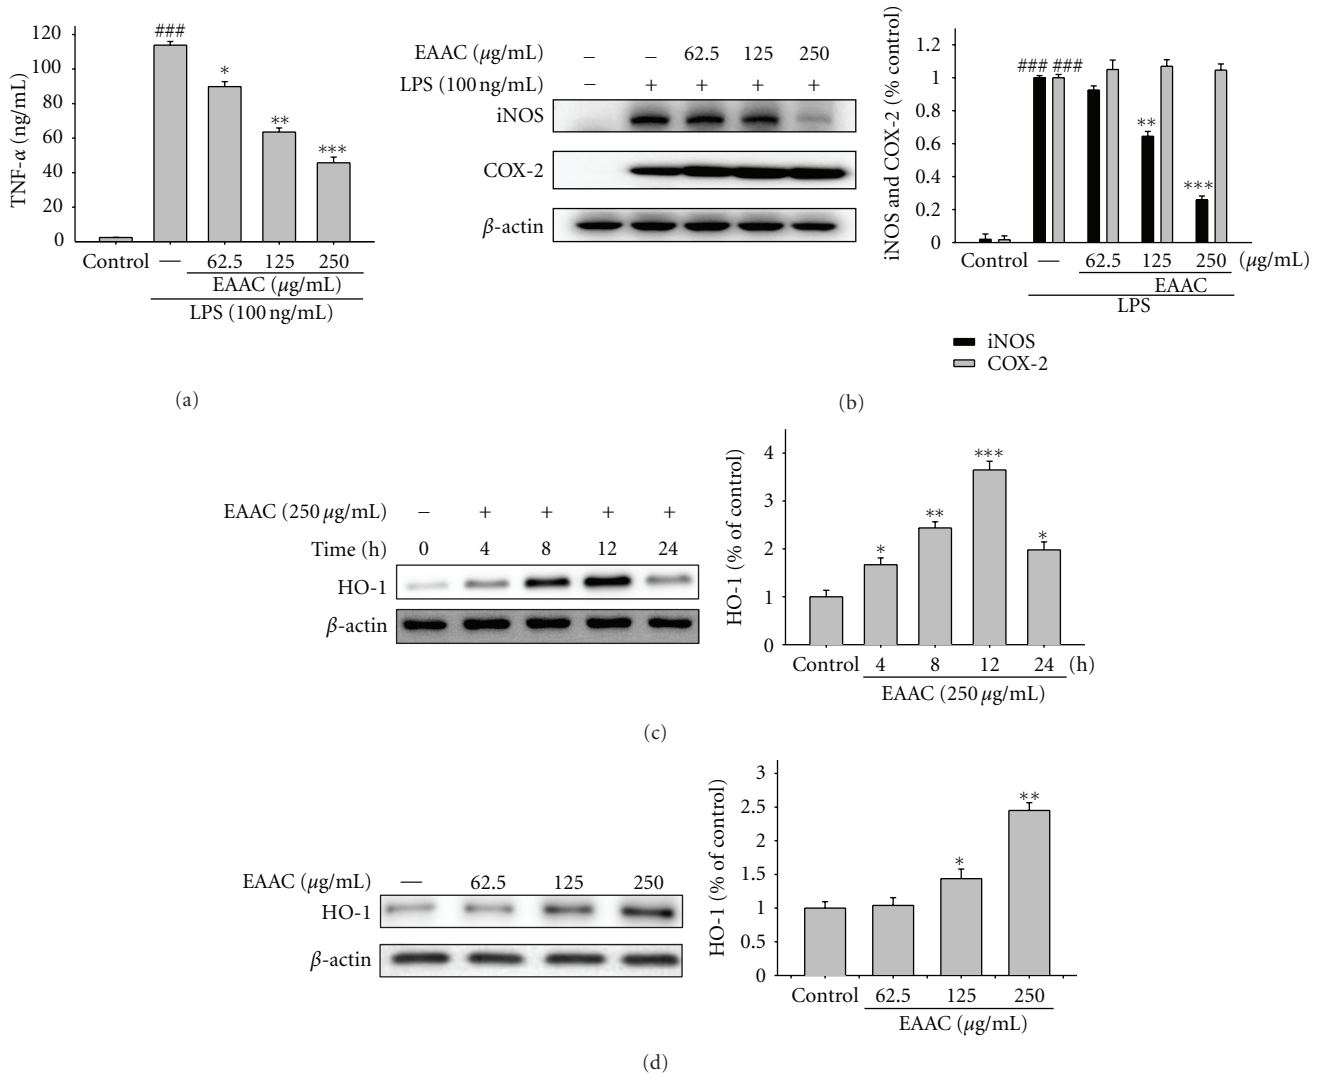 TNF-α (ng/mL)
120
100
80
60
40
20
0
###
*
**
***
Control — 62.5 125 250
EAAC (µg/mL)
LPS (100 ng/mL)
(a)
EAAC (µg/mL) – – 62.5 125 250
LPS (100 ng/mL) – + + + +
iNOS
COX-2
β-actin
iNOS and COX-2 (% control)
1.2
1
0.8
0.6
0.4
0.2
0
### ###
**
***
Control — 62.5 125 250 (µg/mL)
EAAC
LPS
iNOS
COX-2
(b)
EAAC (250 µg/mL) – + + + +
Time (h) 0 4 8 12 24
HO-1
β-actin
HO-1 (% of control)
4
3
2
2
1
0
*
**
***
*
Control 4 8 12 24 (h)
EAAC (250 µg/mL)
(c)
EAAC (µg/mL) — 62.5 125 250
HO-1
β-actin
HO-1 (% of control)
3
2.5
2
1.5
1
0.5
0
*
**
Control 62.5 125 250
EAAC (µg/mL)
(d)